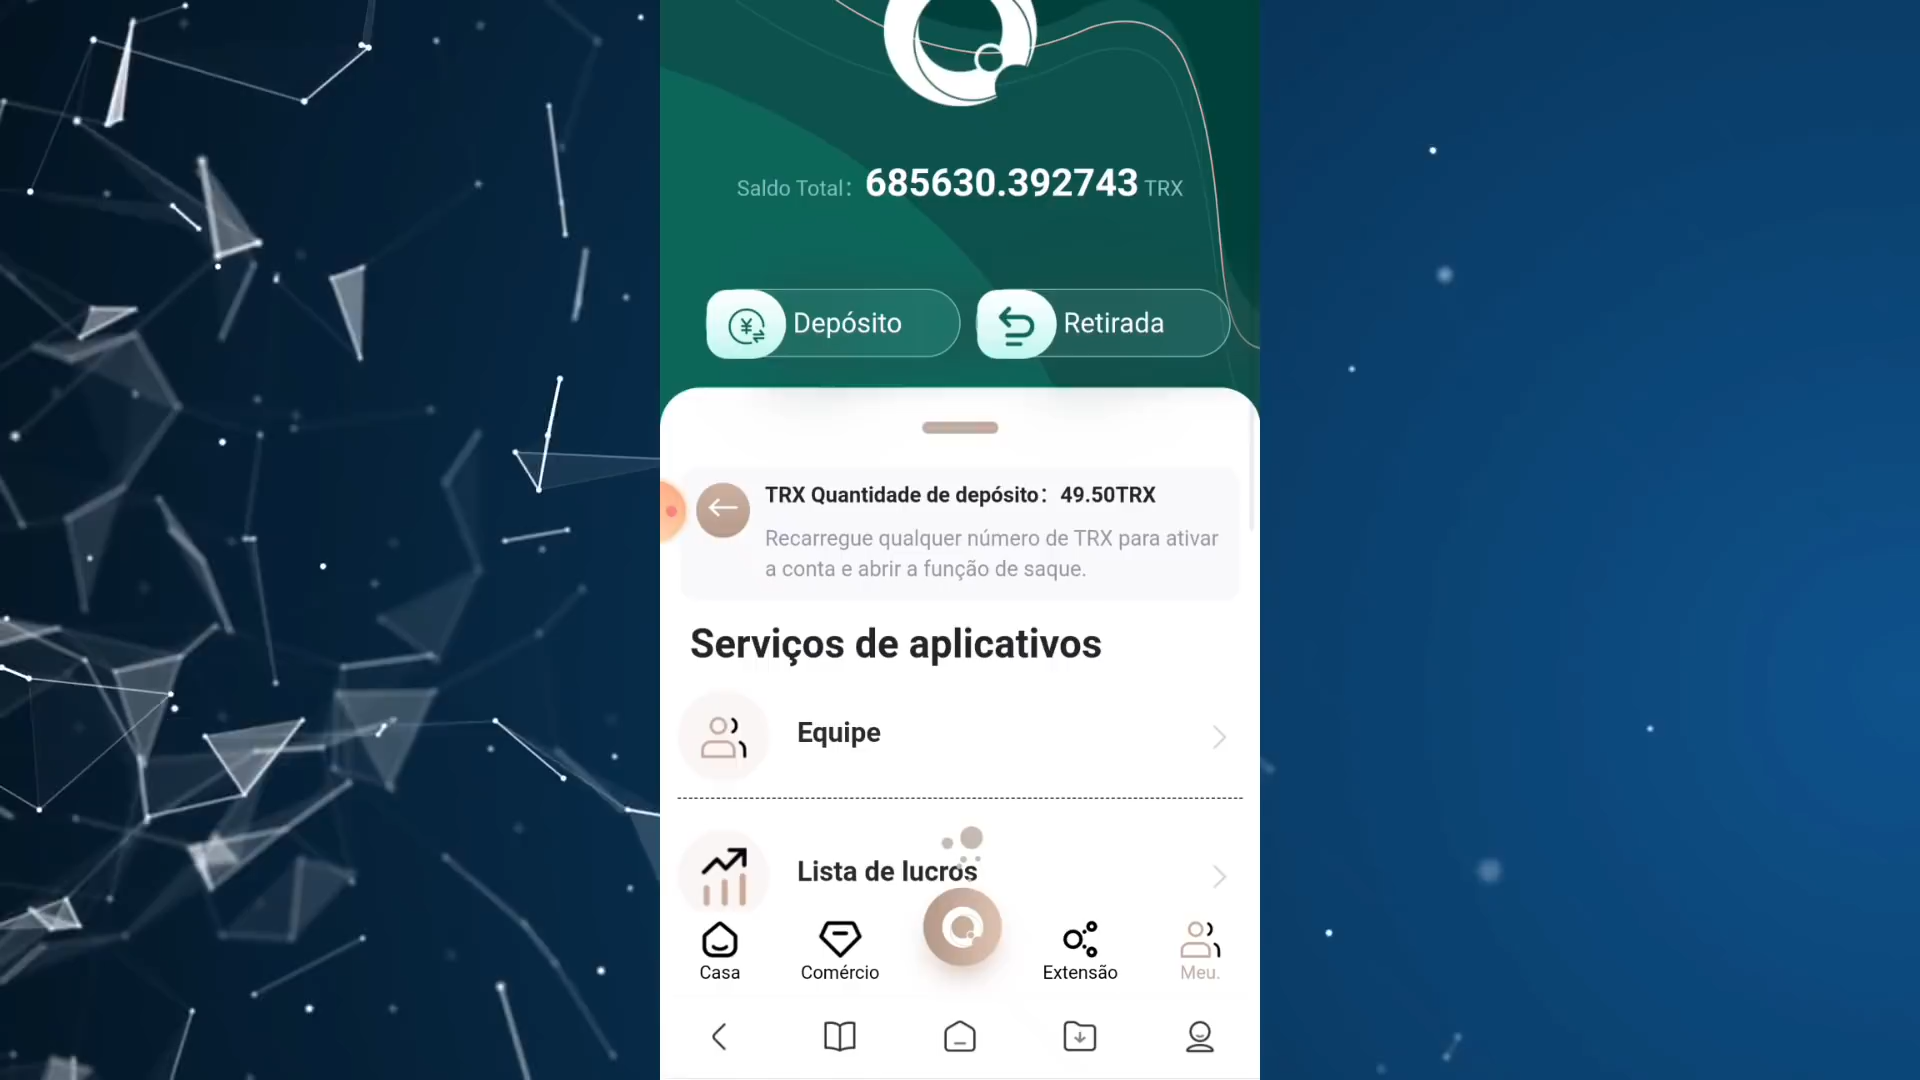 Saldo Total: 685630.392743 TRX
Depósito
Retirada
TRX Quantidade de depósito: 49.50TRX
Recarregue qualquer número de TRX para ativar
a conta e abrir a função de saque.
Serviços de aplicativos
Equipe
Lista de lucros
Casa
Comércio
Extensão
Meu.